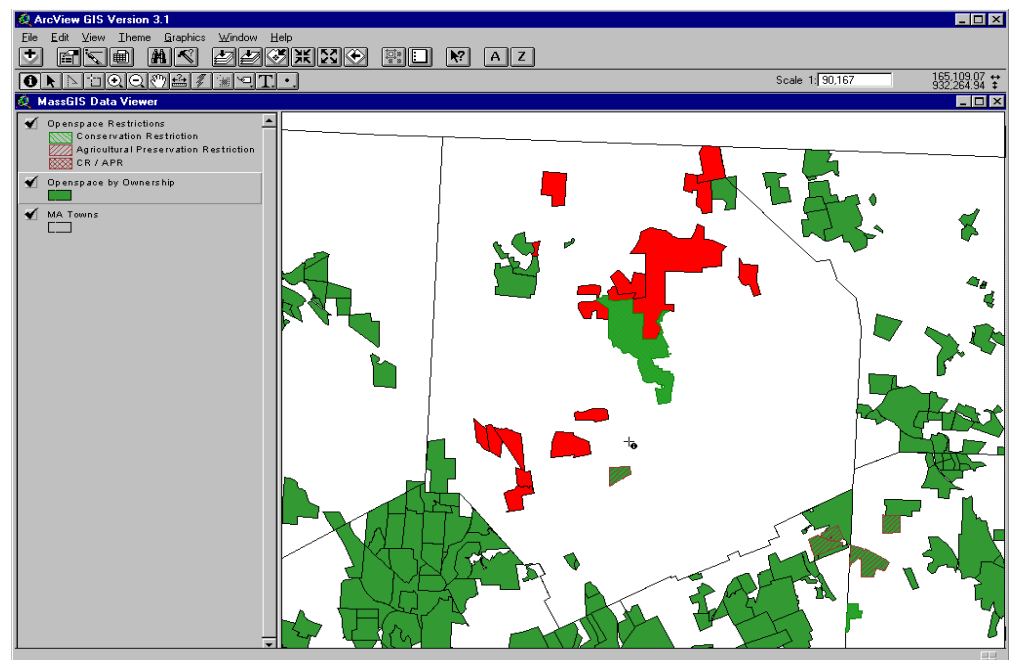 ArcView GIS Version 3.1
File Edit View Theme Graphics Window Help
A Z
T
Scale 1: 90,167
165,109.07
932,264.94
MassGIS Data Viewer
Openspace Restrictions
Conservation Restriction
Agricultural Preservation Restriction
CR / APR
Openspace by Ownership
MA Towns